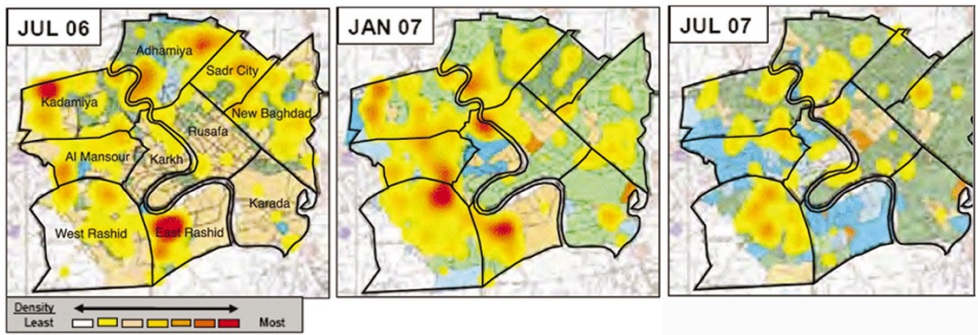 JUL 06
JAN 07
JUL 07
Adhamiya
Sadr City
Kadamiya
New Baghdad
Rusafa
Al Mansour
Karkh
Karada
West Rashid
East Rashid
Density
Least
Most